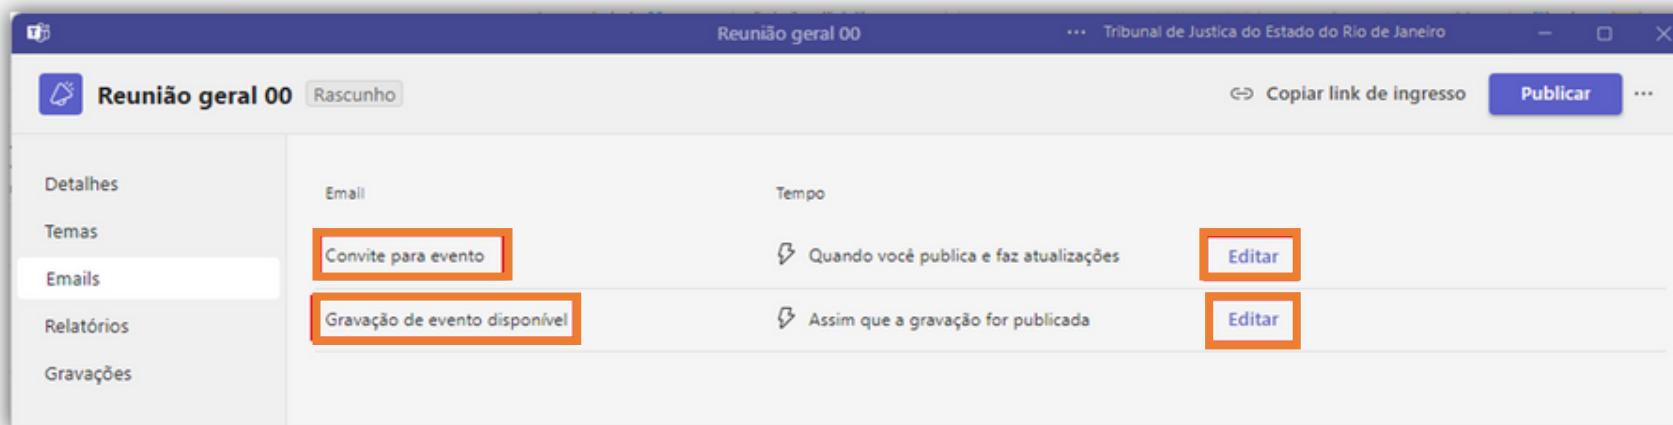 Reunião geral 00
··· Tribunal de Justica do Estado do Rio de Janeiro
Reunião geral 00 Rascunho
Copiar link de ingresso
Publicar
···
Detalhes
Temas
Emails
Relatórios
Gravações
Email Tempo
Convite para evento Quando você publica e faz atualizações Editar
Gravação de evento disponível Assim que a gravação for publicada Editar